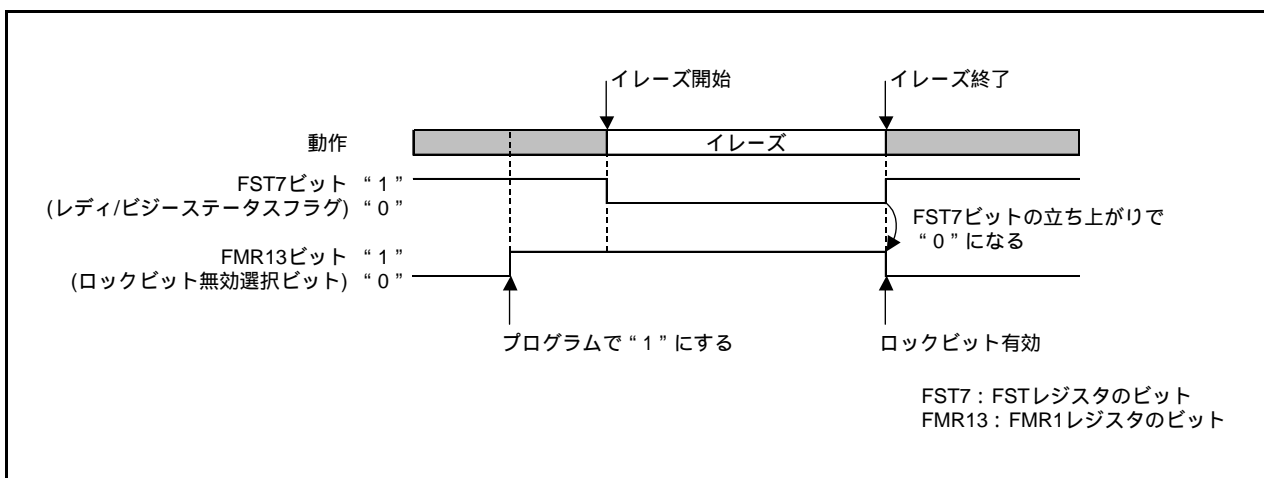 イレーズ開始
イレーズ終了
動作
イレーズ
FST7ビット “ 1 ”
(レディ/ビジーステータスフラグ) “ 0 ”
FST7ビットの立ち上がりで
“ 0 ” になる
FMR13ビット “ 1 ”
(ロックビット無効選択ビット) “ 0 ”
プログラムで “ 1 ” にする
ロックビット有効
FST7 : FSTレジスタのビット
FMR13 : FMR1レジスタのビット